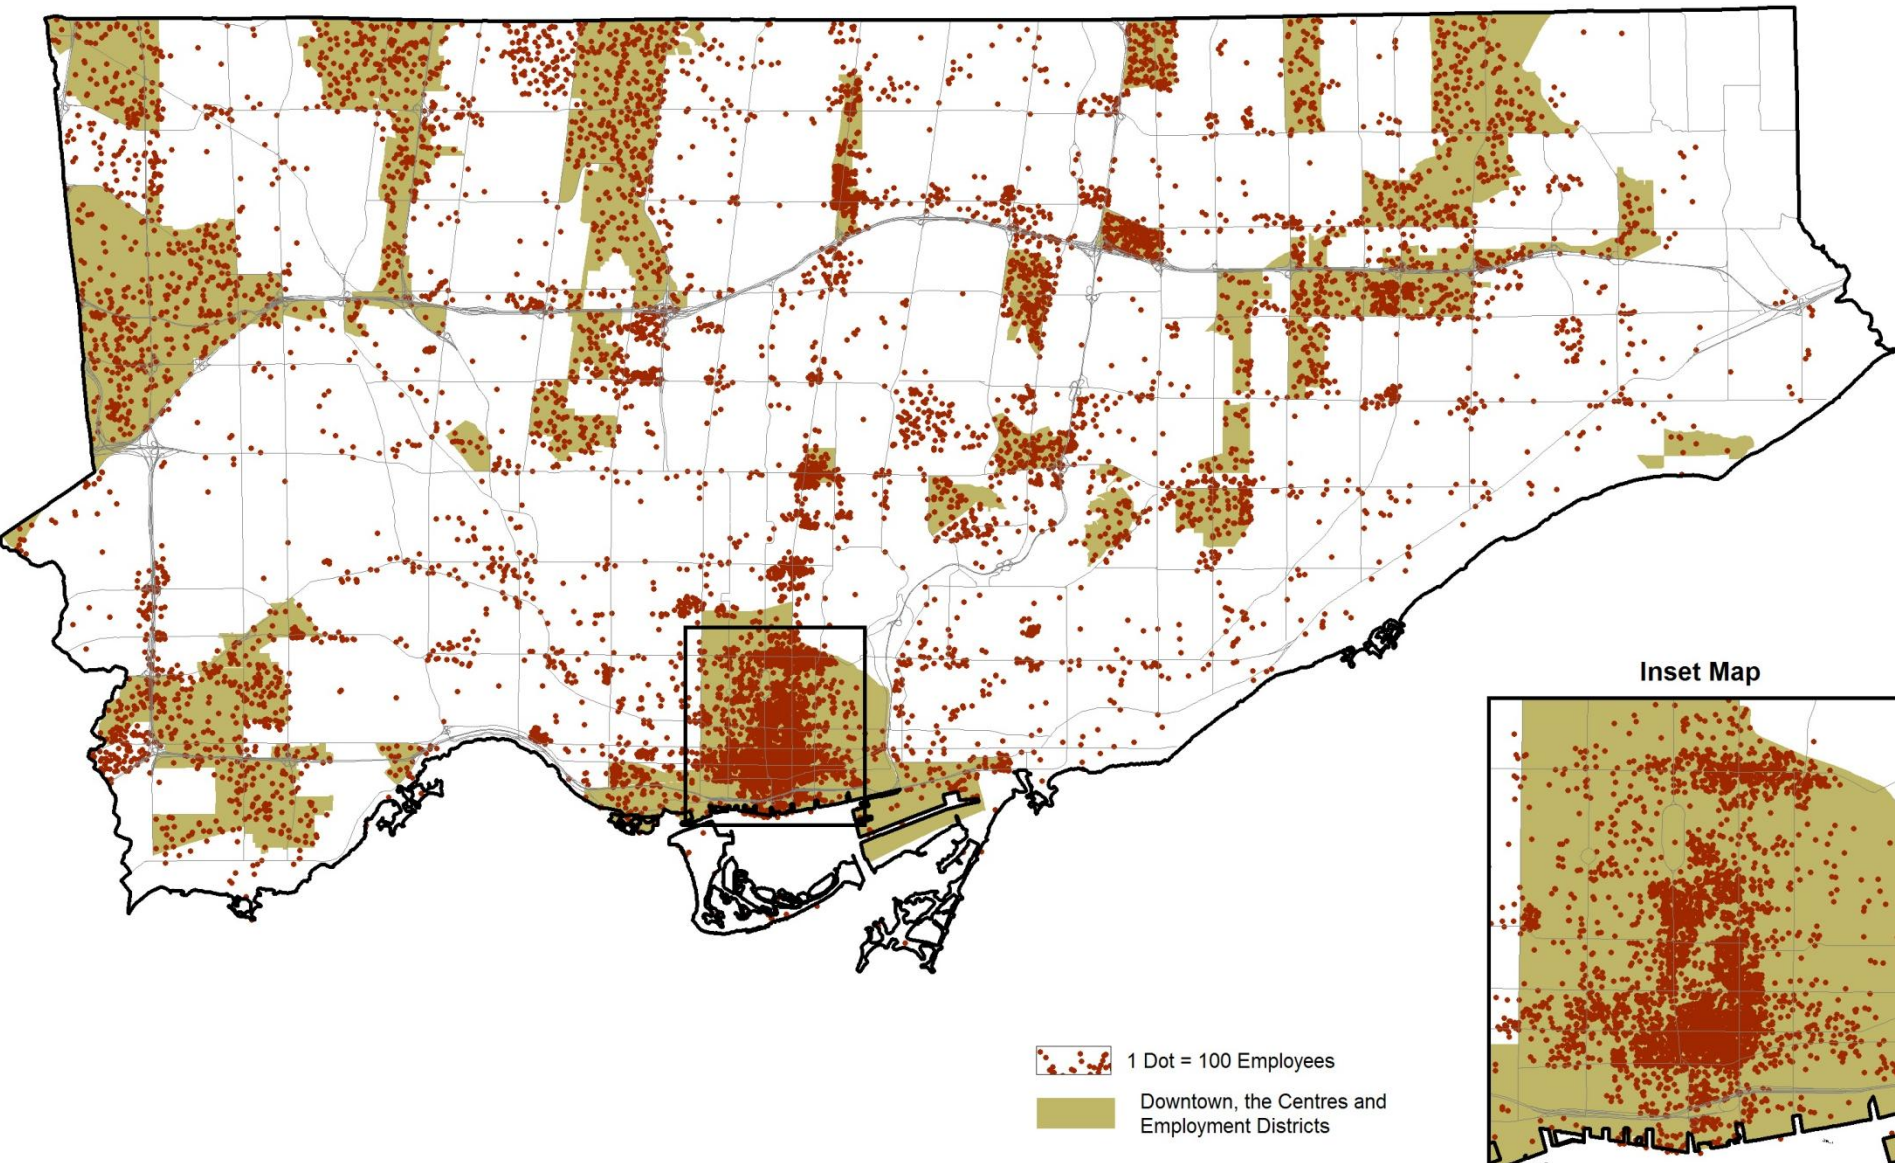 Inset Map
1 Dot = 100 Employees
Downtown, the Centres and
Employment Districts